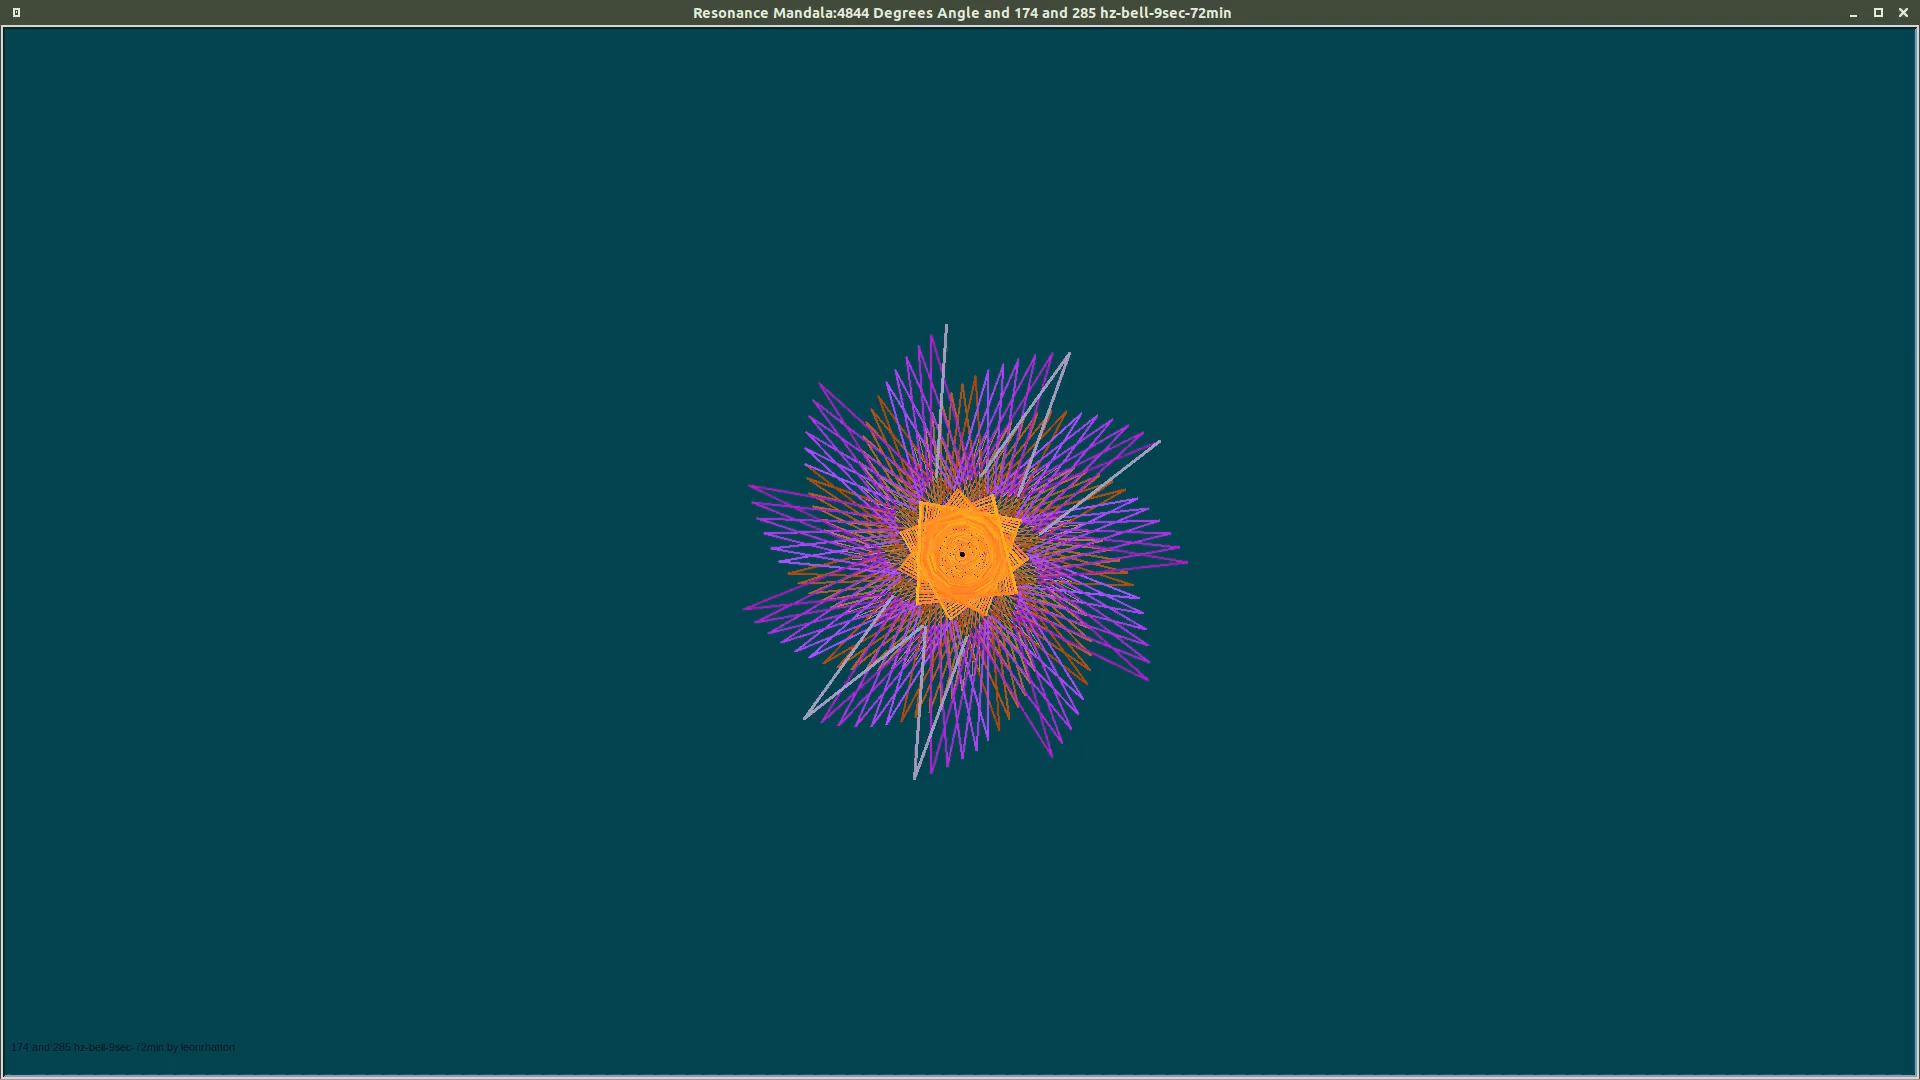 Resonance Mandala:4844 Degrees Angle and 174 and 285 hz-bell-9sec-72min
174 and 285 hz-bell-9sec-72min by leonrhatton